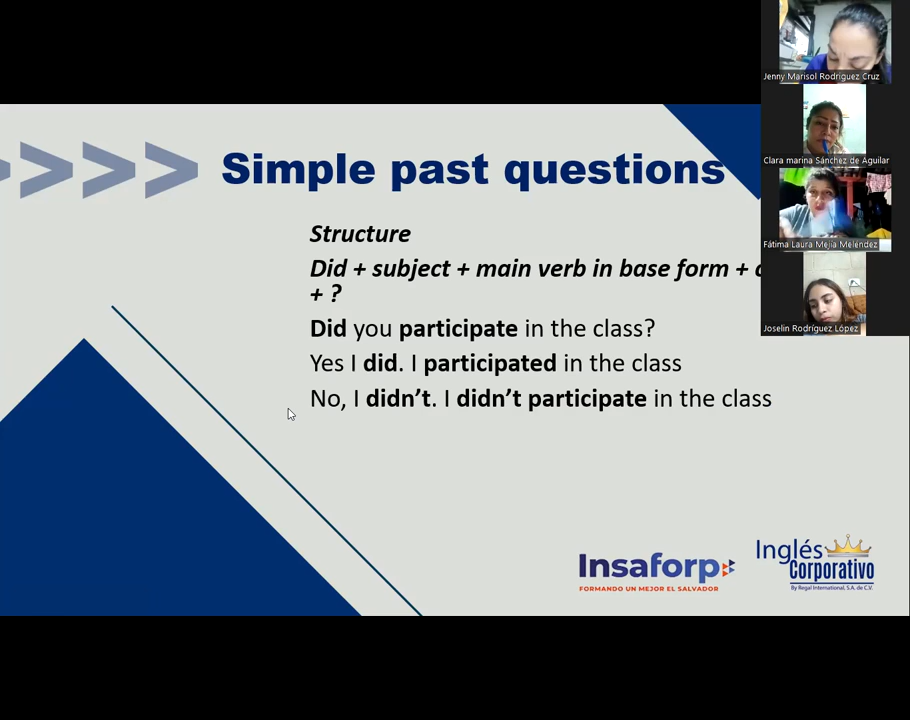 Simple past questions
Structure
Did + subject + main verb in base form +
+ ?
Did you participate in the class?
Yes I did. I participated in the class
No, I didn’t. I didn’t participate in the class
Insaforp
FORMANDO UN MEJOR EL SALVADOR
Inglés
Corporativo
By Regal International, S.A. de C.V.
Jenny Marisol Rodriguez Cruz
Clara marina Sánchez de Aguilar
Fátima Laura Mejía Meléndez
Joselin Rodríguez López